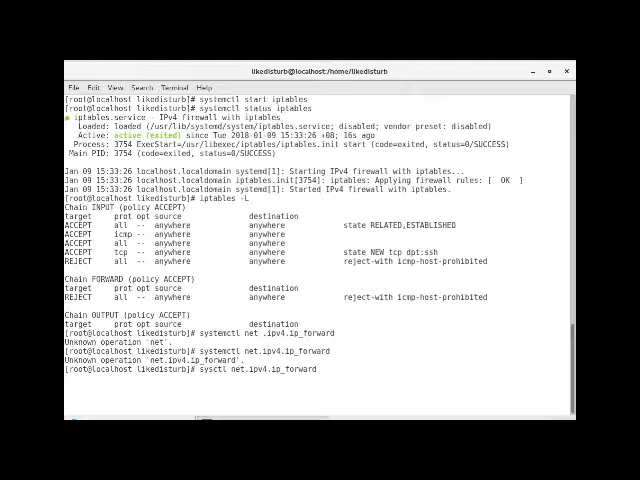 likedisturb@localhost:/home/likedisturb
File Edit View Search Terminal Help
[root@localhost likedisturb]# systemctl start iptables
[root@localhost likedisturb]# systemctl status iptables
● iptables.service - IPv4 firewall with iptables
Loaded: loaded (/usr/lib/systemd/system/iptables.service; disabled; vendor preset: disabled)
Active: active (exited) since Tue 2018-01-09 15:33:26 +08; 16s ago
Process: 3754 ExecStart=/usr/libexec/iptables/iptables.init start (code=exited, status=0/SUCCESS)
Main PID: 3754 (code=exited, status=0/SUCCESS)
Jan 09 15:33:26 localhost.localdomain systemd[1]: Starting IPv4 firewall with iptables...
Jan 09 15:33:26 localhost.localdomain iptables.init[3754]: iptables: Applying firewall rules: [ OK ]
Jan 09 15:33:26 localhost.localdomain systemd[1]: Started IPv4 firewall with iptables.
[root@localhost likedisturb]# iptables -L
Chain INPUT (policy ACCEPT)
target prot opt source destination
ACCEPT all -- anywhere anywhere state RELATED,ESTABLISHED
ACCEPT icmp -- anywhere anywhere
ACCEPT all -- anywhere anywhere
ACCEPT tcp -- anywhere anywhere state NEW tcp dpt:ssh
REJECT all -- anywhere anywhere reject-with icmp-host-prohibited
Chain FORWARD (policy ACCEPT)
target prot opt source destination
REJECT all -- anywhere anywhere reject-with icmp-host-prohibited
Chain OUTPUT (policy ACCEPT)
target prot opt source destination
[root@localhost likedisturb]# systemctl net .ipv4.ip_forward
Unknown operation 'net'.
[root@localhost likedisturb]# systemctl net.ipv4.ip_forward
Unknown operation 'net.ipv4.ip_forward'.
[root@localhost likedisturb]# sysctl net.ipv4.ip_forward